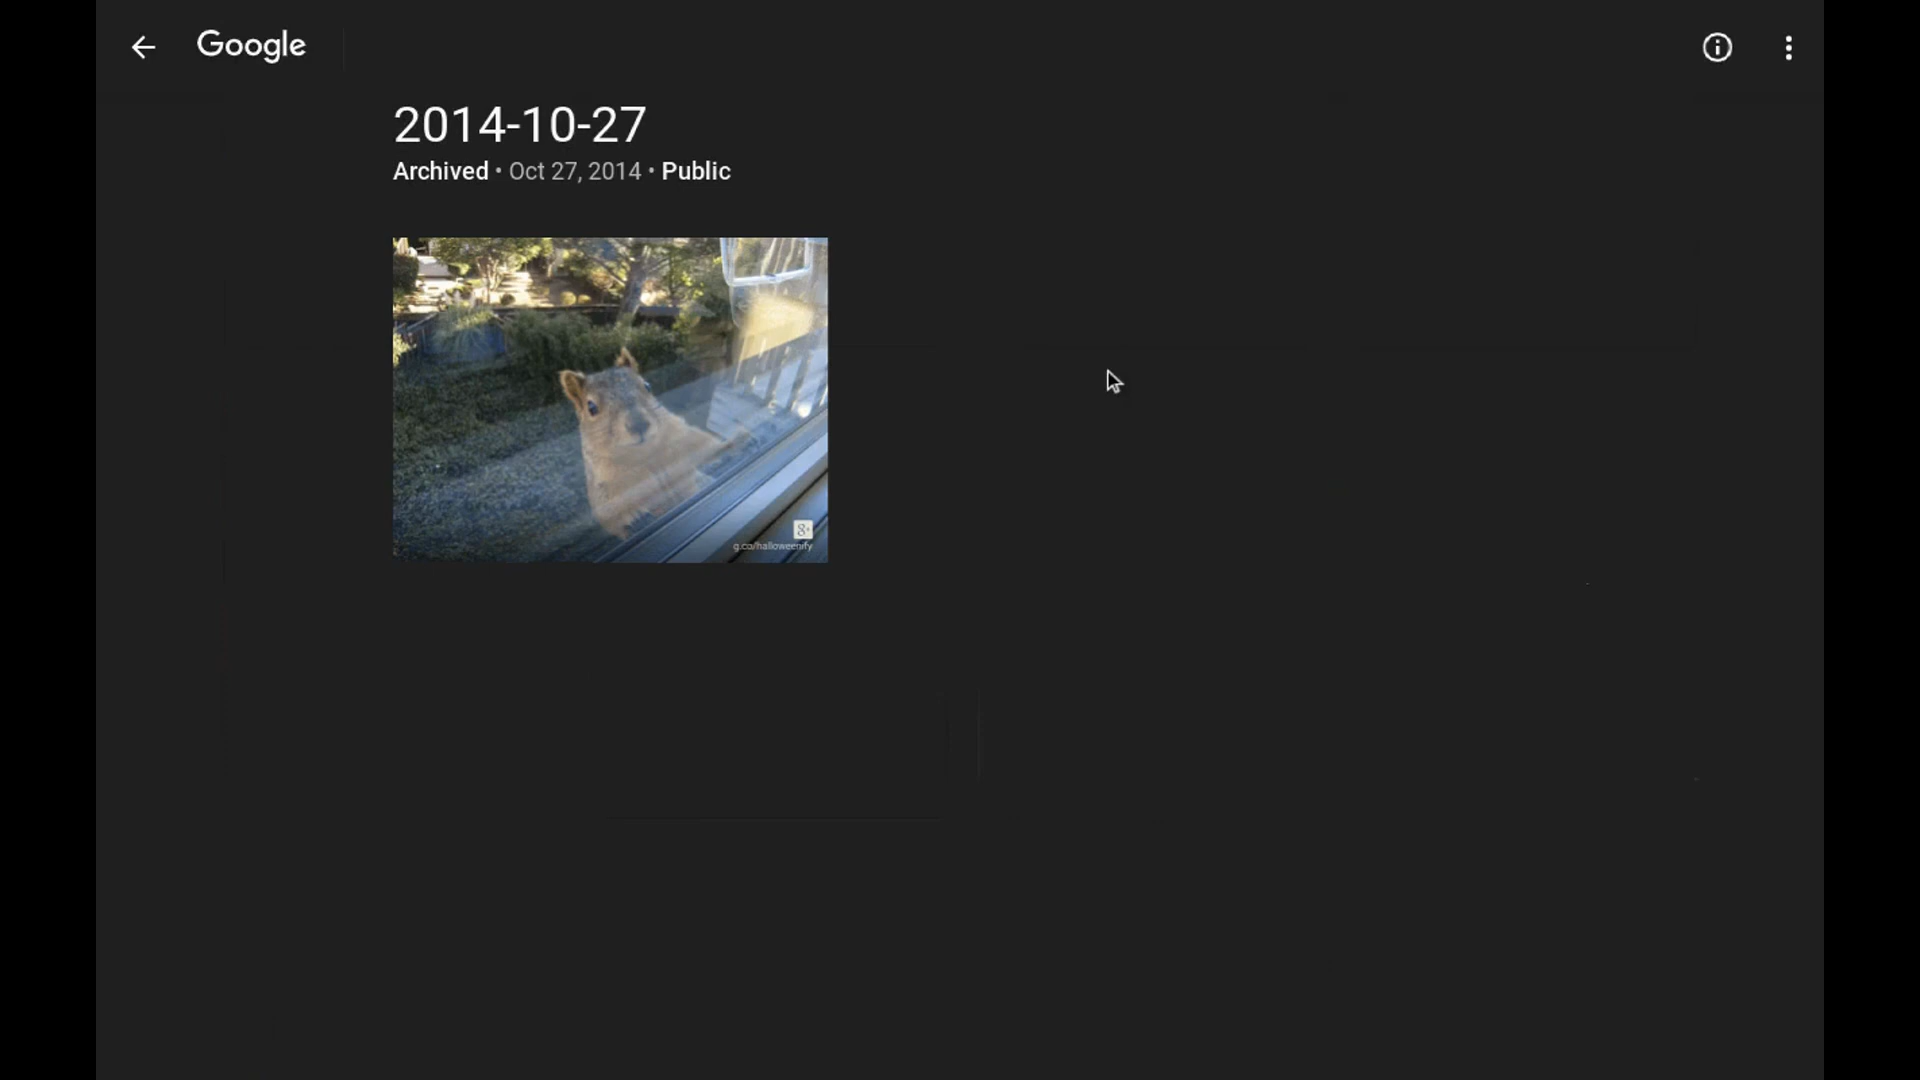 Google
2014-10-27
Archived • Oct 27, 2014 • Public
g+
g.co/halloweenify